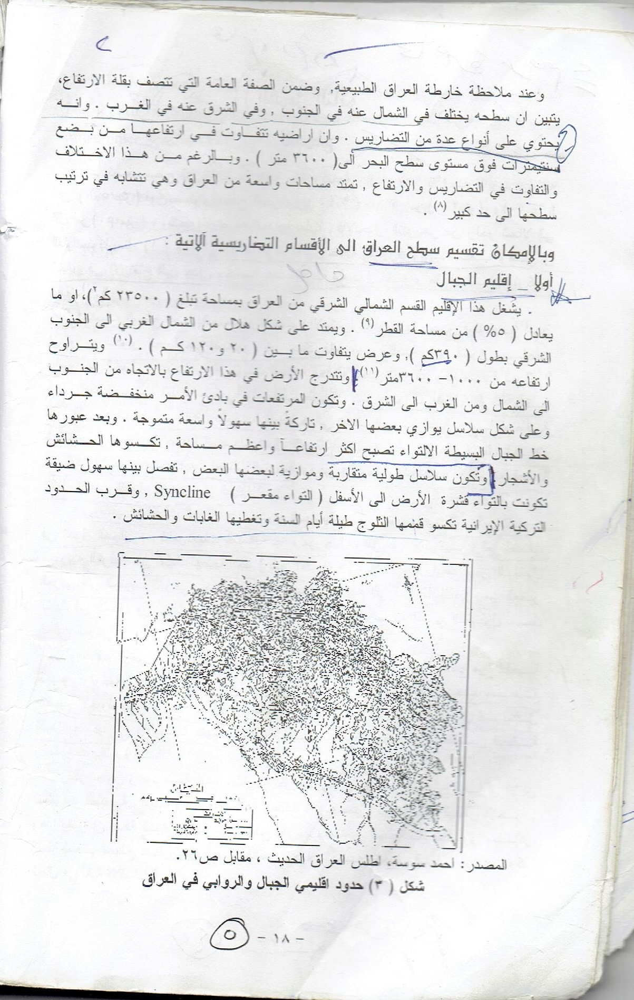 وعند ملاحظة خارطة العراق الطبيعية, وضمن الصفة العامة التي تتصف بقلة الارتفاع،
يتبين ان سطحه يختلف في الشمال عنه في الجنوب , وفي الشرق عنه في الغرب . وانه
يحتوي على أنواع عدة من التضاريس . وان اراضيه تتفاوت في ارتفاعها من بضع
سنتيمترات فوق مستوى سطح البحر الى( ٣٦٠٠ متر ) . وبالرغم من هذا الاختلاف
والتفاوت في التضاريس والارتفاع , تمتد مساحات واسعة من العراق وهي تتشابه في ترتيب
سطحها الى حد كبير(٨) .
وبالإمكان تقسيم سطح العراق الى الأقسام التضاريسية آلاتية :
أولا _ إقليم الجبال
. يشغل هذا الإقليم القسم الشمالي الشرقي من العراق بمساحة تبلغ ( ٢٣٥٠٠ كم٢)، او ما
يعادل ( ٥% ) من مساحة القطر(٩) . ويمتد على شكل هلال من الشمال الغربي الى الجنوب
الشرقي بطول ( ٣٩٠كم ), وعرض يتفاوت ما بين ( ٢٠ و١٢٠ كم ) . (١٠) ويتراوح
ارتفاعه من ١٠٠٠- ٣٦٠٠متر(١١). وتتدرج الأرض في هذا الارتفاع بالاتجاه من الجنوب
الى الشمال ومن الغرب الى الشرق . وتكون المرتفعات في بادئ الأمر منخفضة جرداء
وعلى شكل سلاسل يوازي بعضها الاخر , تاركةً بينها سهولاً واسعة متموجة . وبعد عبورها
خط الجبال البسيطة الالتواء تصبح اكثر ارتفاعاً واعظم مساحة , تكسوها الحشائش
والأشجار . وتكون سلاسل طولية متقاربة وموازية لبعضها البعض , تفصل بينها سهول ضيقة
تكونت بالتواء قشرة الأرض الى الأسفل ( التواء مقعر ) Syncline , وقرب الحدود
التركية الإيرانية تكسو قممها الثلوج طيلة أيام السنة وتغطيها الغابات والحشائش .
المصدر: احمد سوسة، اطلس العراق الحديث ، مقابل ص٢٦.
شكل ( ٣) حدود اقليمي الجبال والروابي في العراق
- ١٨ - ٥